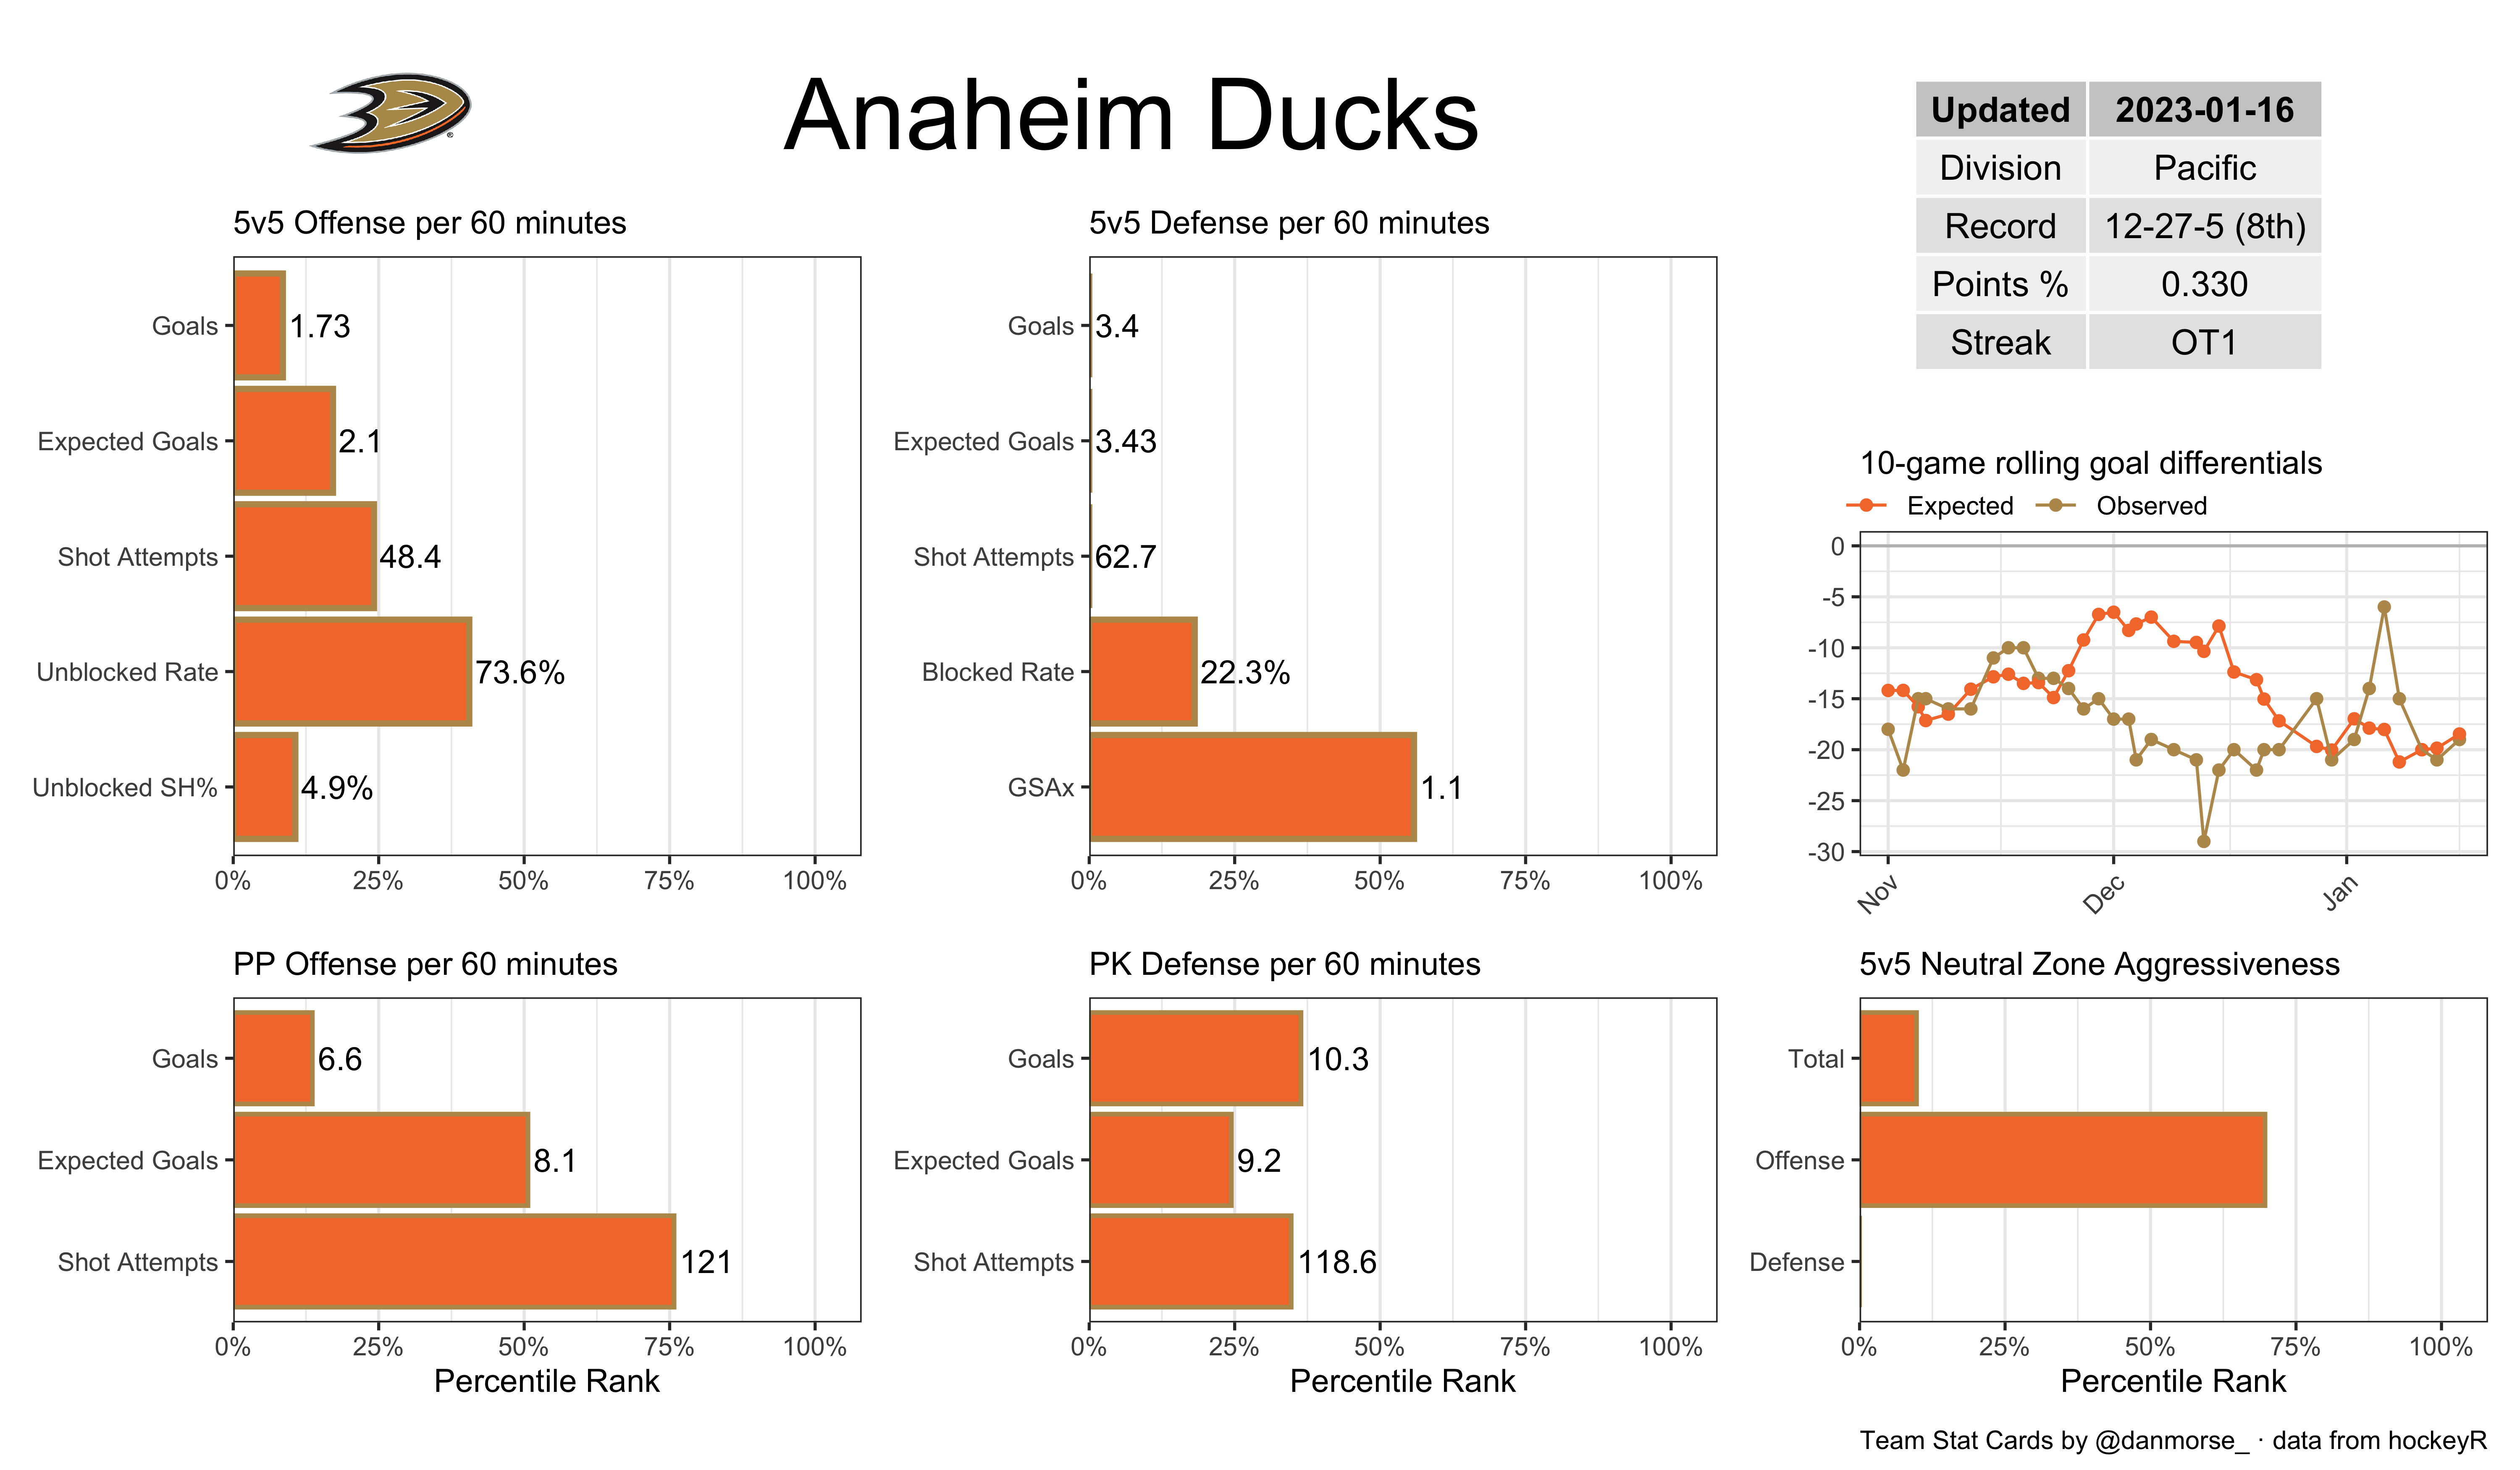 Anaheim Ducks
Updated 2023-01-16
Division Pacific
Record 12-27-5 (8th)
Points % 0.330
Streak OT1
5v5 Offense per 60 minutes
Goals 1.73
Expected Goals 2.1
Shot Attempts 48.4
Unblocked Rate 73.6%
Unblocked SH% 4.9%
0% 25% 50% 75% 100%
5v5 Defense per 60 minutes
Goals 3.4
Expected Goals 3.43
Shot Attempts 62.7
Blocked Rate 22.3%
GSAx 1.1
0% 25% 50% 75% 100%
10-game rolling goal differentials
Expected Observed
0
-5
-10
-15
-20
-25
-30
Nov Dec Jan
PP Offense per 60 minutes
Goals 6.6
Expected Goals 8.1
Shot Attempts 121
0% 25% 50% 75% 100%
Percentile Rank
PK Defense per 60 minutes
Goals 10.3
Expected Goals 9.2
Shot Attempts 118.6
0% 25% 50% 75% 100%
Percentile Rank
5v5 Neutral Zone Aggressiveness
Total
Offense
Defense
0% 25% 50% 75% 100%
Percentile Rank
Team Stat Cards by @danmorse_ · data from hockeyR